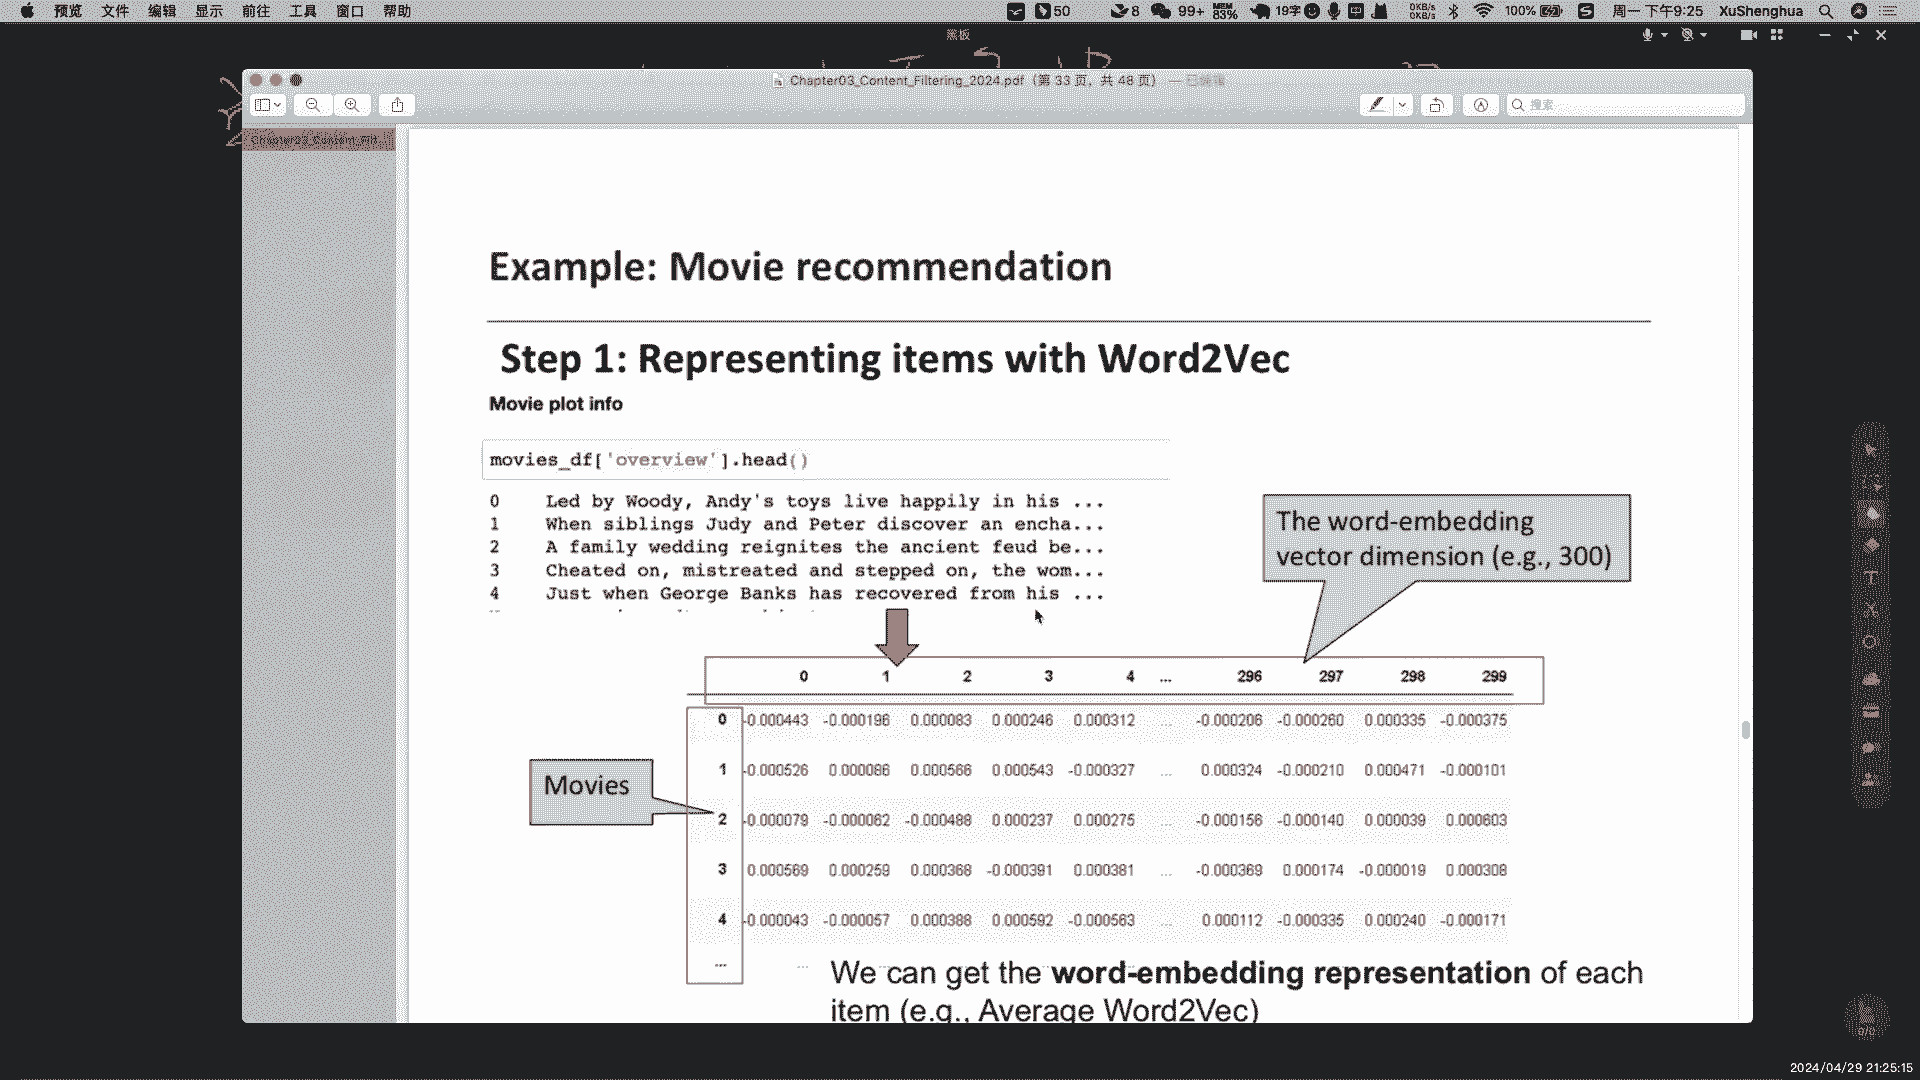 预览 文件 编辑 显示 前往 工具 窗口 帮助
50 8 99+ MEM 83% 19字 0KB/s 0KB/s 100% 周一 下午9:25 XuShenghua
黑板
Chapter03_Content_Filtering_2024.pdf（第 33 页，共 48 页） — 已编辑
搜索
Chapter03_Content_Filt...
Example: Movie recommendation
Step 1: Representing items with Word2Vec
Movie plot info
movies_df['overview'].head()
0 Led by Woody, Andy's toys live happily in his ...
1 When siblings Judy and Peter discover an encha...
2 A family wedding reignites the ancient feud be...
3 Cheated on, mistreated and stepped on, the wom...
4 Just when George Banks has recovered from his ...
The word-embedding
vector dimension (e.g., 300)
0 1 2 3 4 ... 296 297 298 299
0 -0.000443 -0.000196 0.000083 0.000246 0.000312 ... -0.000206 -0.000260 0.000335 -0.000375
1 -0.000526 0.000086 0.000566 0.000543 -0.000327 ... 0.000324 -0.000210 0.000471 -0.000101
2 -0.000079 -0.000062 -0.000488 0.000237 0.000275 ... -0.000156 -0.000140 0.000039 0.000603
3 0.000569 0.000259 0.000368 -0.000391 0.000381 ... -0.000369 0.000174 -0.000019 0.000308
4 -0.000043 -0.000057 0.000388 0.000592 -0.000563 ... 0.000112 -0.000335 0.000240 -0.000171
... ...
Movies
We can get the word-embedding representation of each
item (e.g., Average Word2Vec)
0/0
2024/04/29 21:25:15